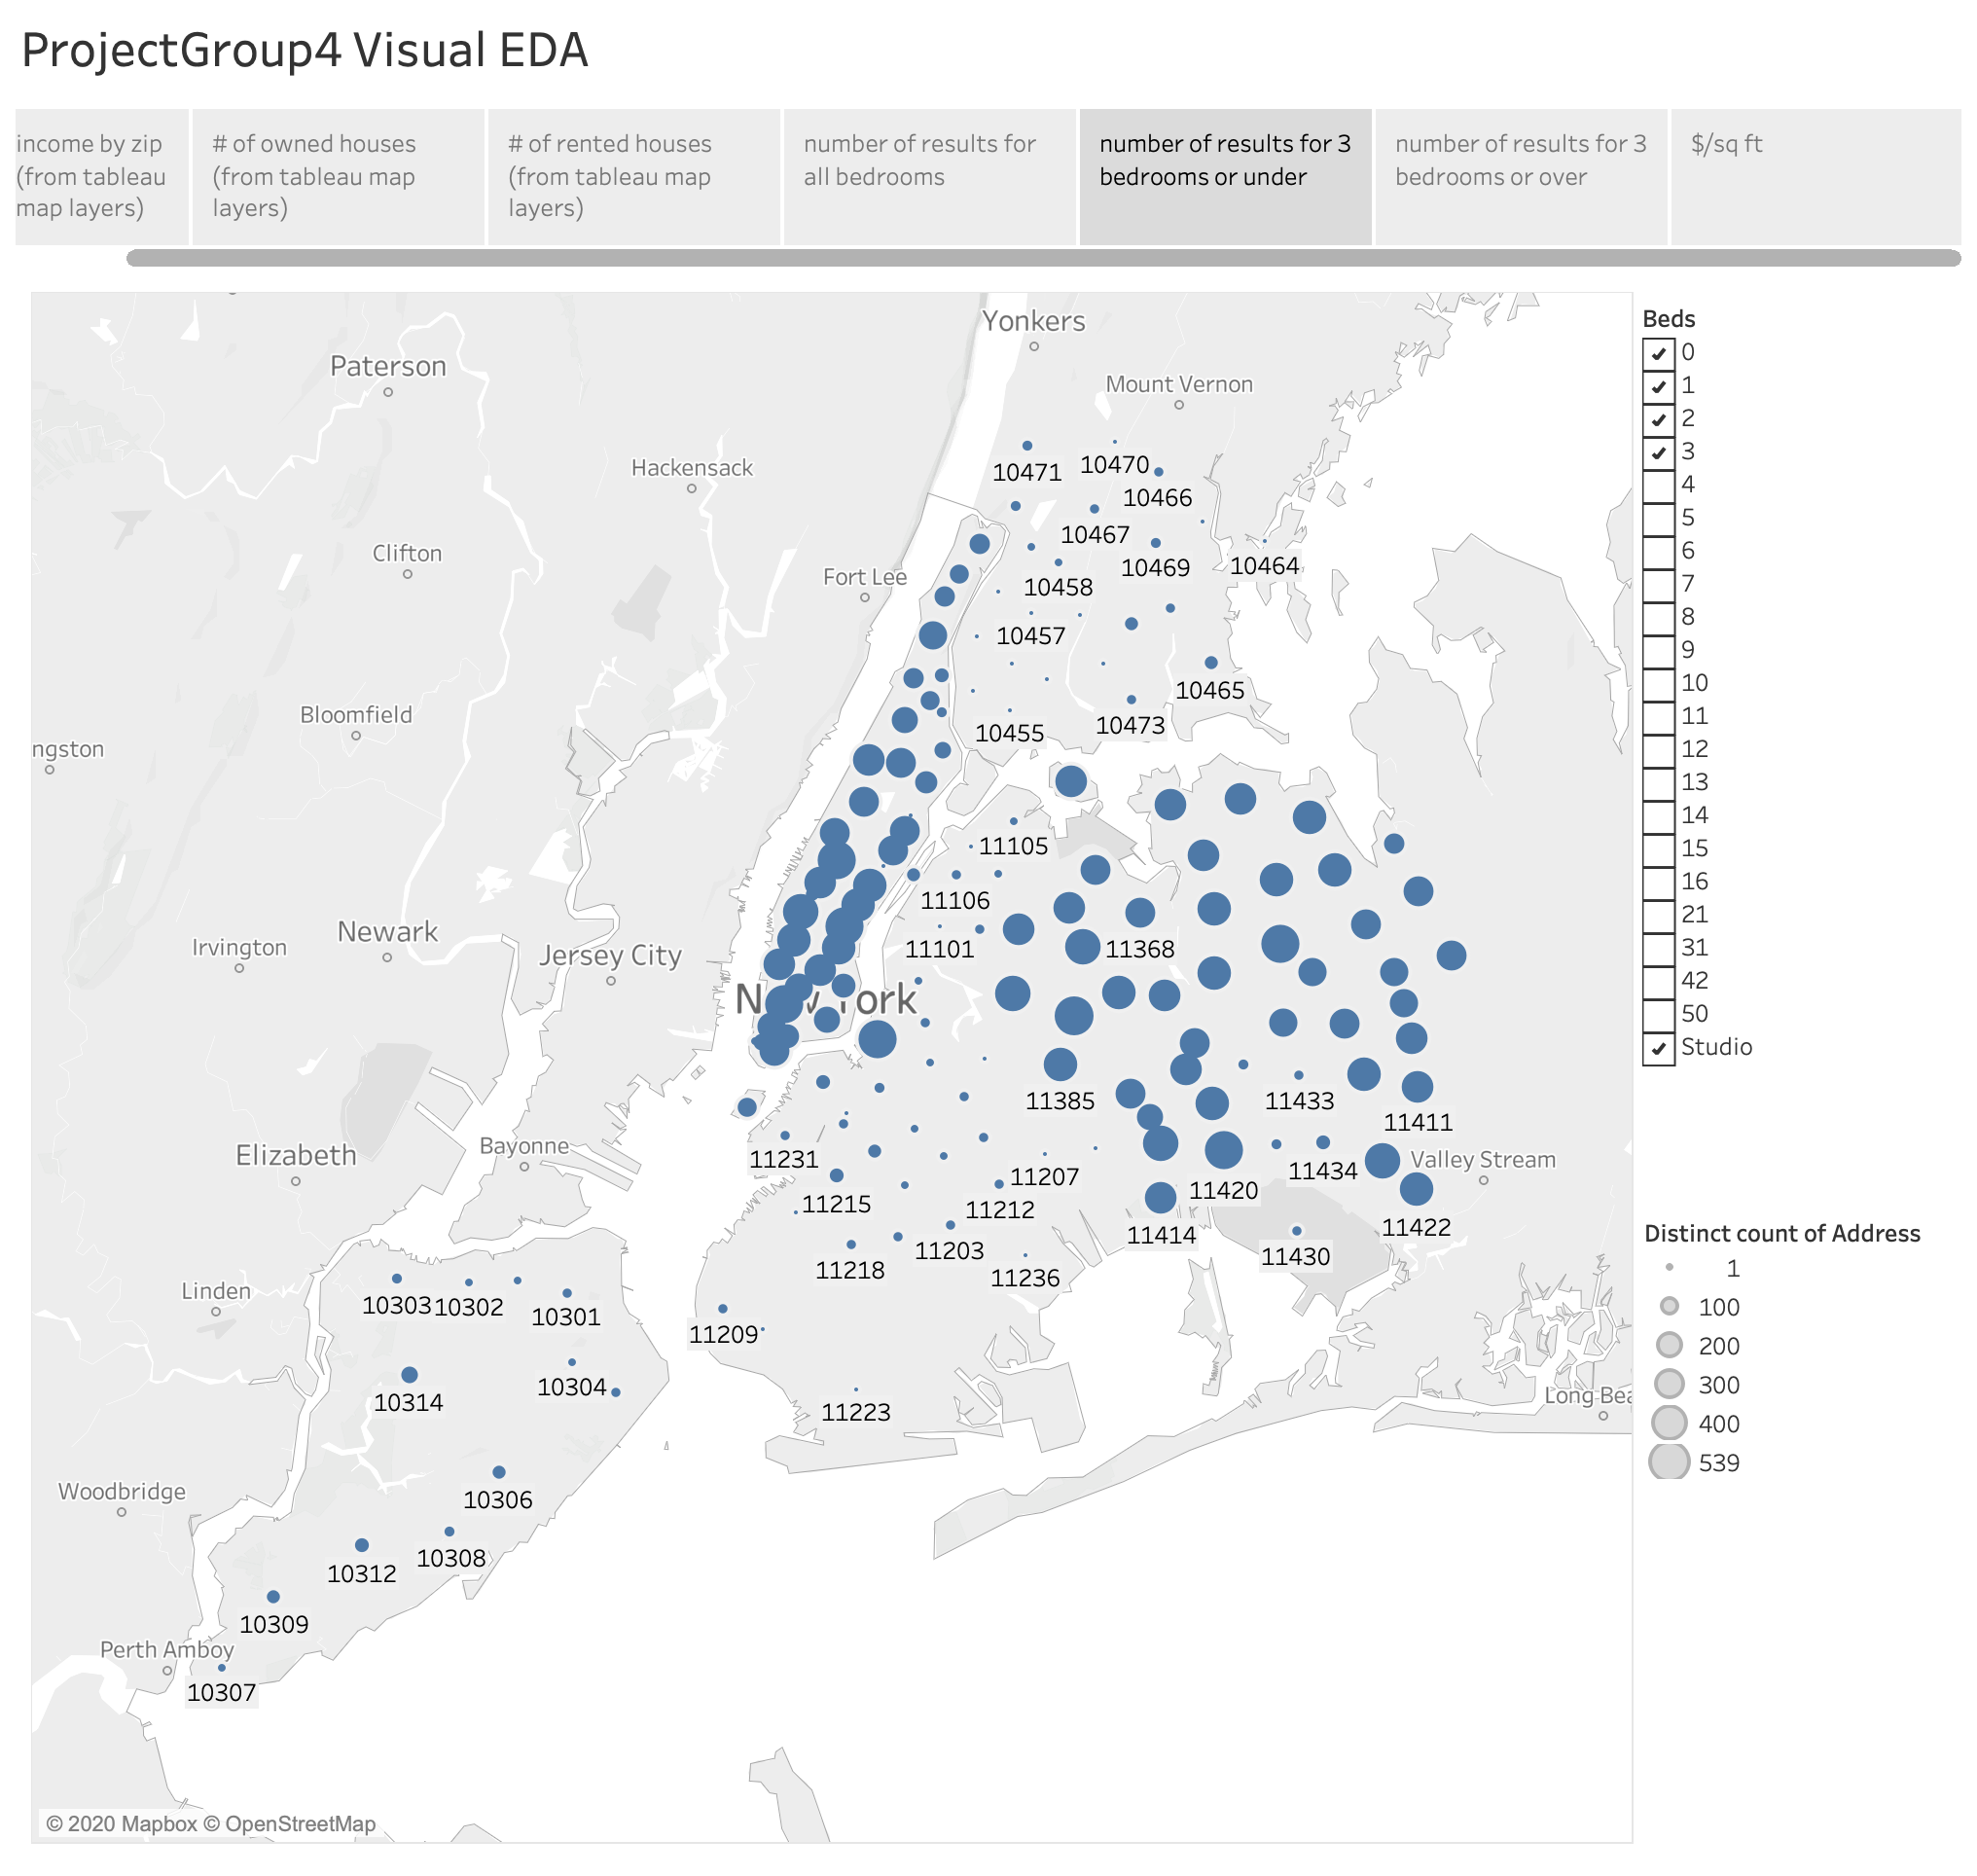 ProjectGroup4 Visual EDA
income by zip
(from tableau
map layers)
# of owned houses
(from tableau map
layers)
# of rented houses
(from tableau map
layers)
number of results for
all bedrooms
number of results for 3
bedrooms or under
number of results for 3
bedrooms or over
$/sq ft
Yonkers
Paterson
Mount Vernon
Hackensack
10471
10470
10466
10467
Clifton
10469
10464
Fort Lee
10458
10457
10465
Bloomfield
10473
10455
ngston
11105
11106
Newark
Irvington
11101
11368
Jersey City
New York
11385
11433
11411
Bayonne
Elizabeth
11231
11207
11434
Valley Stream
11215
11420
11212
11422
11414
11203
11430
11218
11236
Linden
10303
10302
10301
11209
10304
10314
11223
Long Bea
Woodbridge
10306
10308
10312
10309
Perth Amboy
10307
© 2020 Mapbox © OpenStreetMap
Beds
0
1
2
3
4
5
6
7
8
9
10
11
12
13
14
15
16
21
31
42
50
Studio
Distinct count of Address
1
100
200
300
400
539